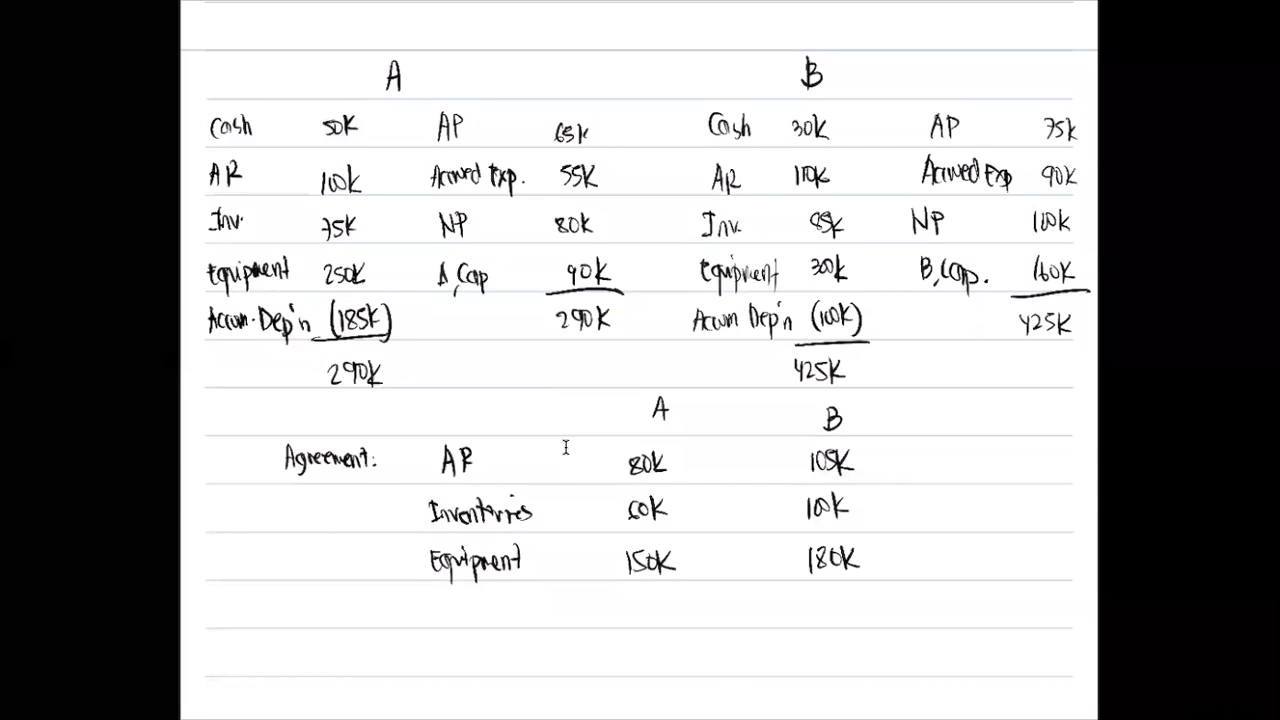 A B
Cash 50K AP 65K Cash 30K AP 75K
AR 100K Accrued Exp. 55K AR 110K Accrued Exp 90K
Inv. 75K NP 80K Inv. 85K NP 100K
Equipment 250K A, Cap 90K Equipment 300K B, Cap. 160K
Accum. Dep'n (185K) 290K Accum Dep'n (100K) 425K
290K 425K
A B
Agreement: AR 80K 105K
Inventories 60K 100K
Equipment 150K 180K